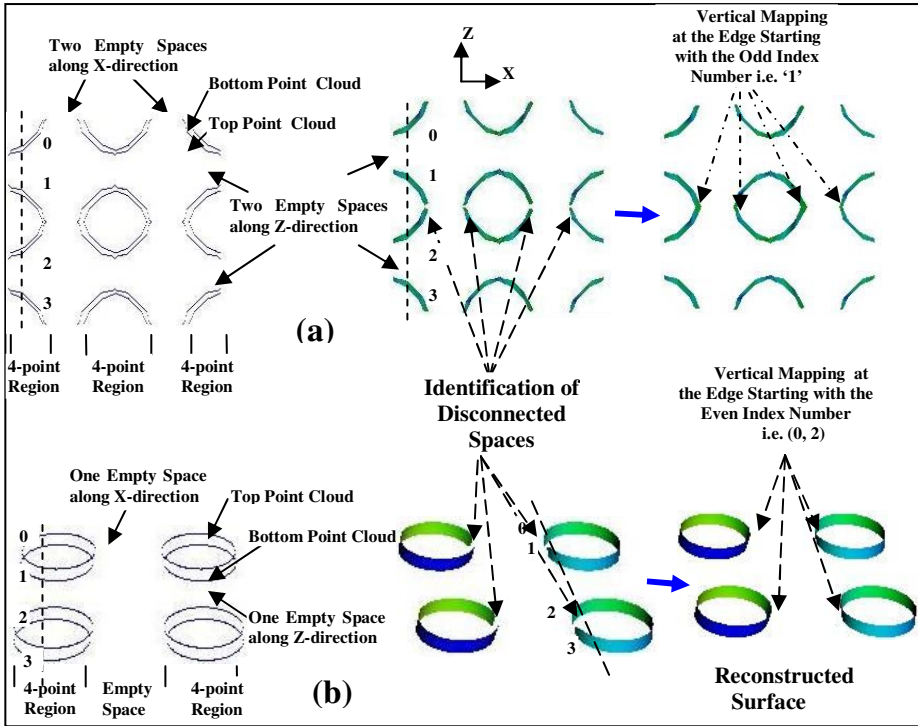 Two Empty Spaces
along X-direction
Bottom Point Cloud
Top Point Cloud
0
1
2
3
Two Empty Spaces
along Z-direction
(a)
4-point
Region
4-point
Region
4-point
Region
Z
X
0
1
2
3
Vertical Mapping
at the Edge Starting
with the Odd Index
Number i.e. ‘1’
Identification of
Disconnected
Spaces
Vertical Mapping at
the Edge Starting with the
Even Index Number
i.e. (0, 2)
One Empty Space
along X-direction
Top Point Cloud
Bottom Point Cloud
One Empty Space
along Z-direction
0
1
2
3
4-point
Region
Empty
Space
4-point
Region
(b)
0
1
2
3
Reconstructed
Surface